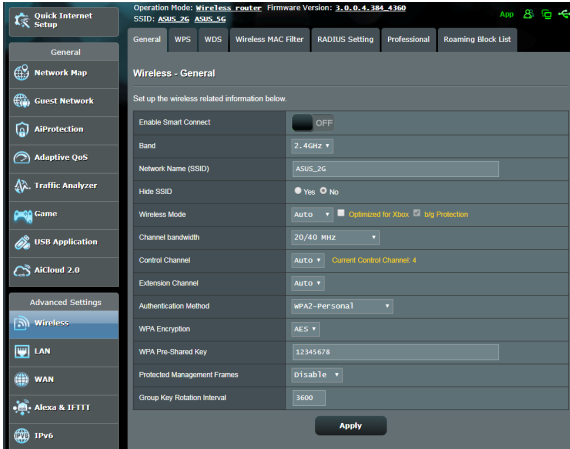 Quick Internet
Setup
General
Network Map
Guest Network
AiProtection
Adaptive QoS
Traffic Analyzer
Game
USB Application
AiCloud 2.0
Advanced Settings
Wireless
LAN
WAN
Alexa & IFTTT
IPv6
Operation Mode: Wireless router Firmware Version: 3.0.0.4.384_4360
SSID: ASUS_2G ASUS_5G
App
General WPS WDS Wireless MAC Filter RADIUS Setting Professional Roaming Block List
Wireless - General
Set up the wireless related information below.
Enable Smart Connect OFF
Band 2.4GHz
Network Name (SSID) ASUS_2G
Hide SSID Yes No
Wireless Mode Auto Optimized for Xbox b/g Protection
Channel bandwidth 20/40 MHz
Control Channel Auto Current Control Channel: 4
Extension Channel Auto
Authentication Method WPA2-Personal
WPA Encryption AES
WPA Pre-Shared Key 12345678
Protected Management Frames Disable
Group Key Rotation Interval 3600
Apply